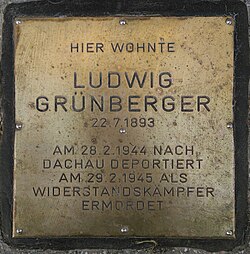 HIER WOHNTE
LUDWIG
GRÜNBERGER
22.7.1893
AM 28.2.1944 NACH
DACHAU DEPORTIERT
AM 29.2.1945 ALS
WIDERSTANDSKÄMPFER
ERMORDET